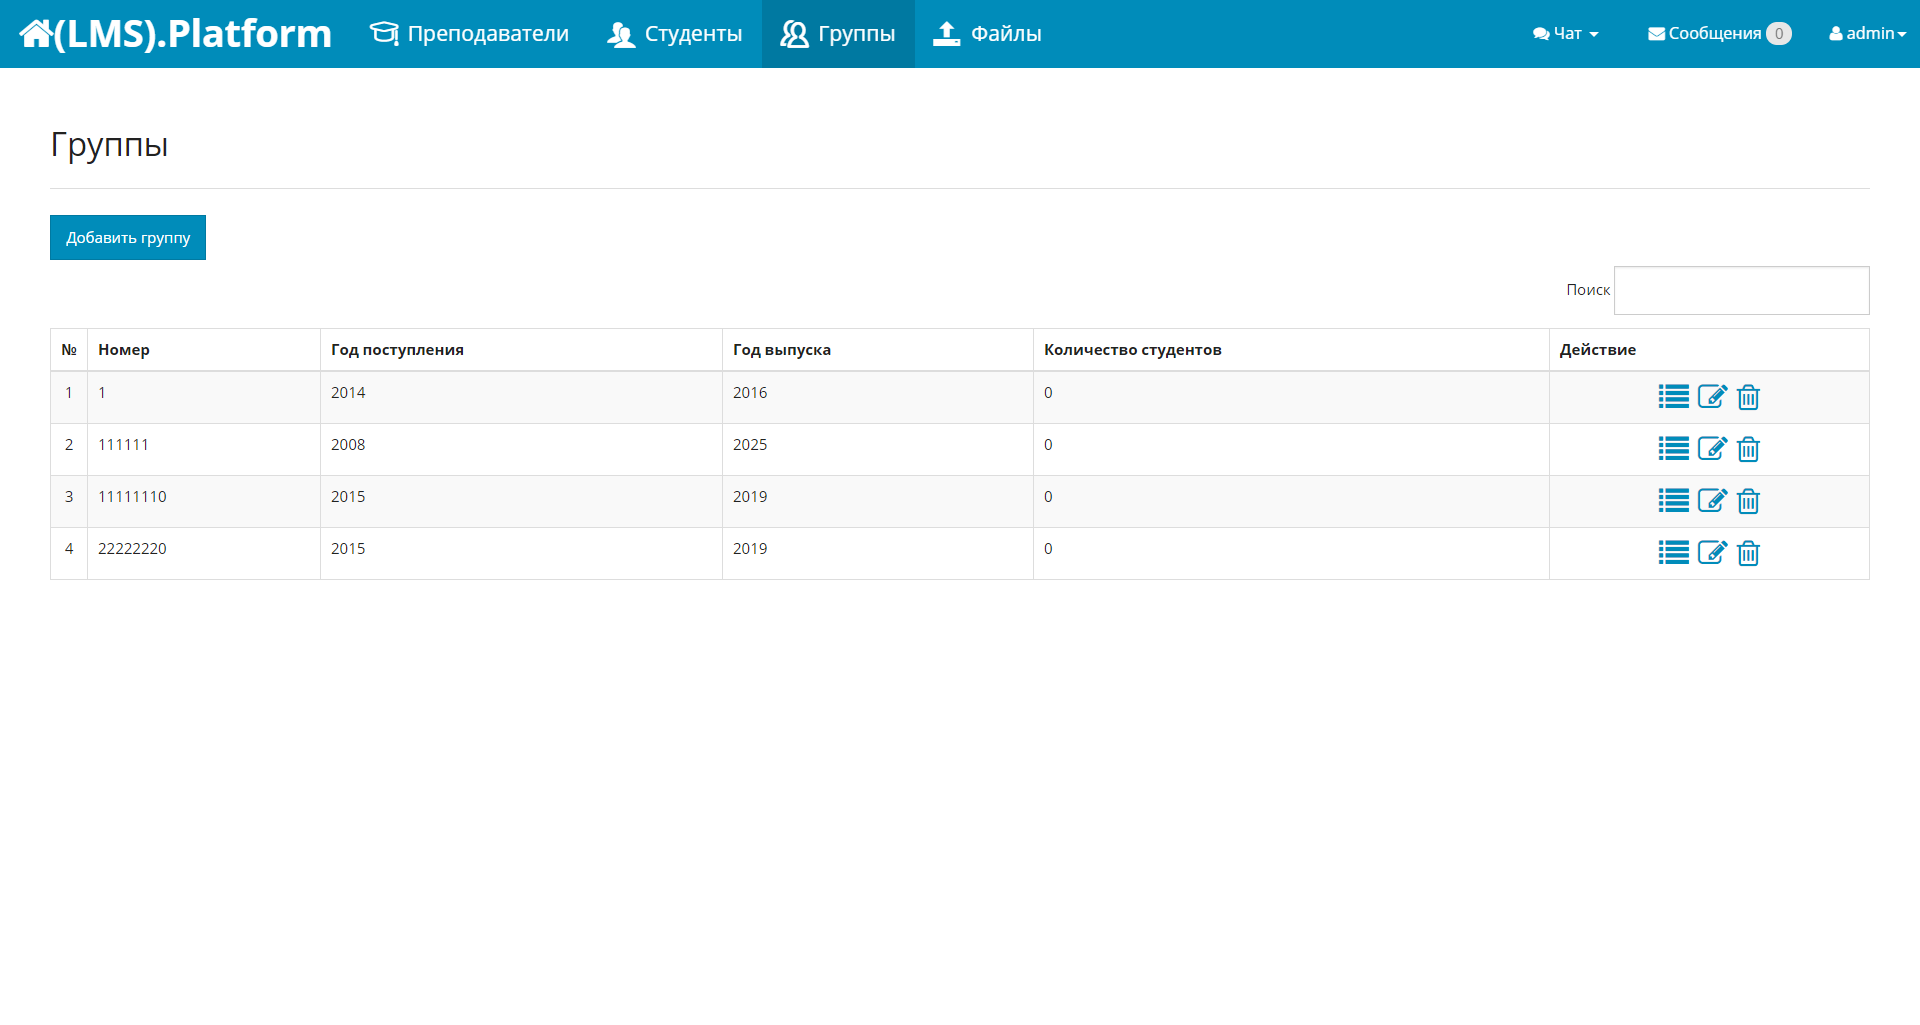 (LMS).Platform Преподаватели Студенты Группы Файлы Чат Сообщения 0 admin
Группы
Добавить группу
Поиск
№ Номер Год поступления Год выпуска Количество студентов Действие
1 1 2014 2016 0
2 111111 2008 2025 0
3 11111110 2015 2019 0
4 22222220 2015 2019 0